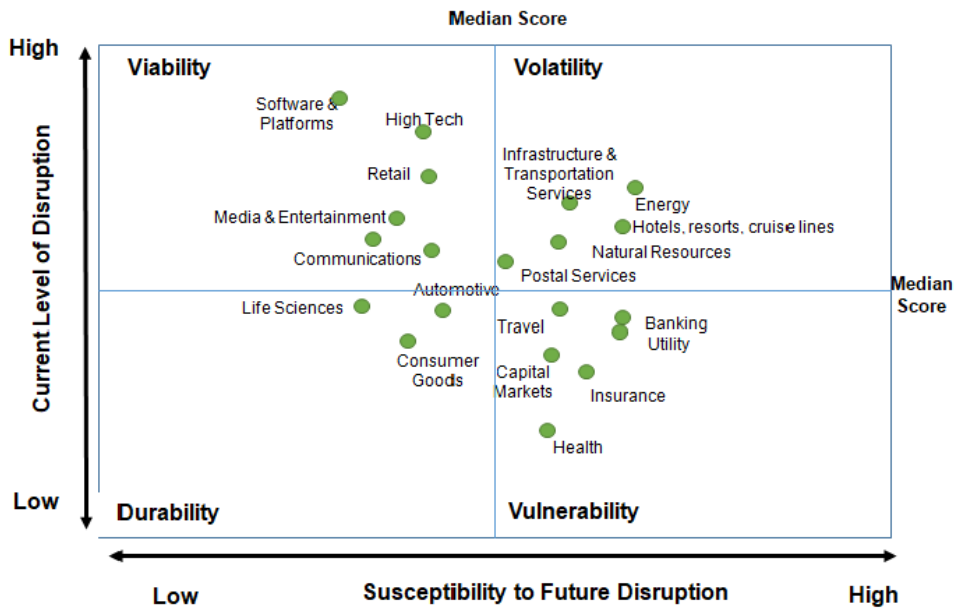 Median Score
High
Viability
Volatility
Software &
Platforms
High Tech
Infrastructure &
Transportation
Services
Retail
Energy
Media & Entertainment
Hotels, resorts, cruise lines
Communications
Natural Resources
Postal Services
Automotive
Median
Score
Life Sciences
Travel
Banking
Utility
Consumer
Goods
Capital
Markets
Insurance
Health
Current Level of Disruption
Low
Durability
Vulnerability
Low
Susceptibility to Future Disruption
High